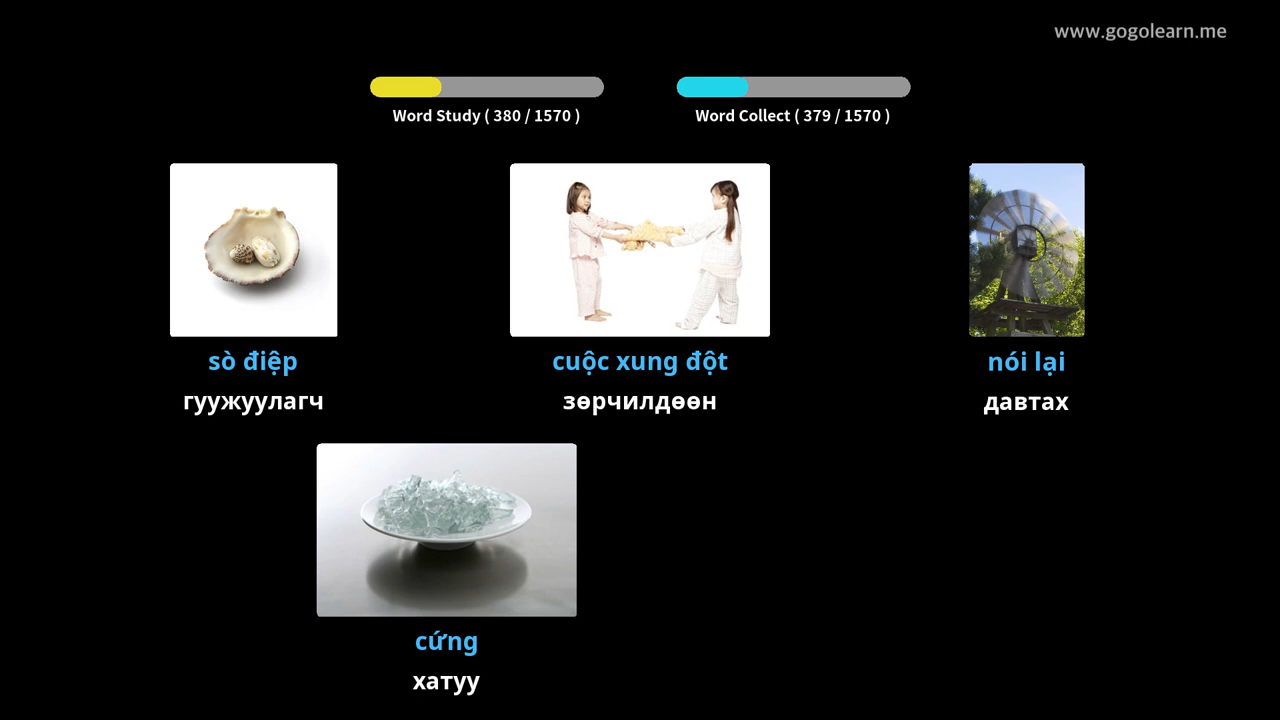 www.gogolearn.me
Word Study ( 380 / 1570 )
Word Collect ( 379 / 1570 )
sò điệp
гуужуулагч
cuộc xung đột
зөрчилдөөн
nói lại
давтах
cứng
хатуу